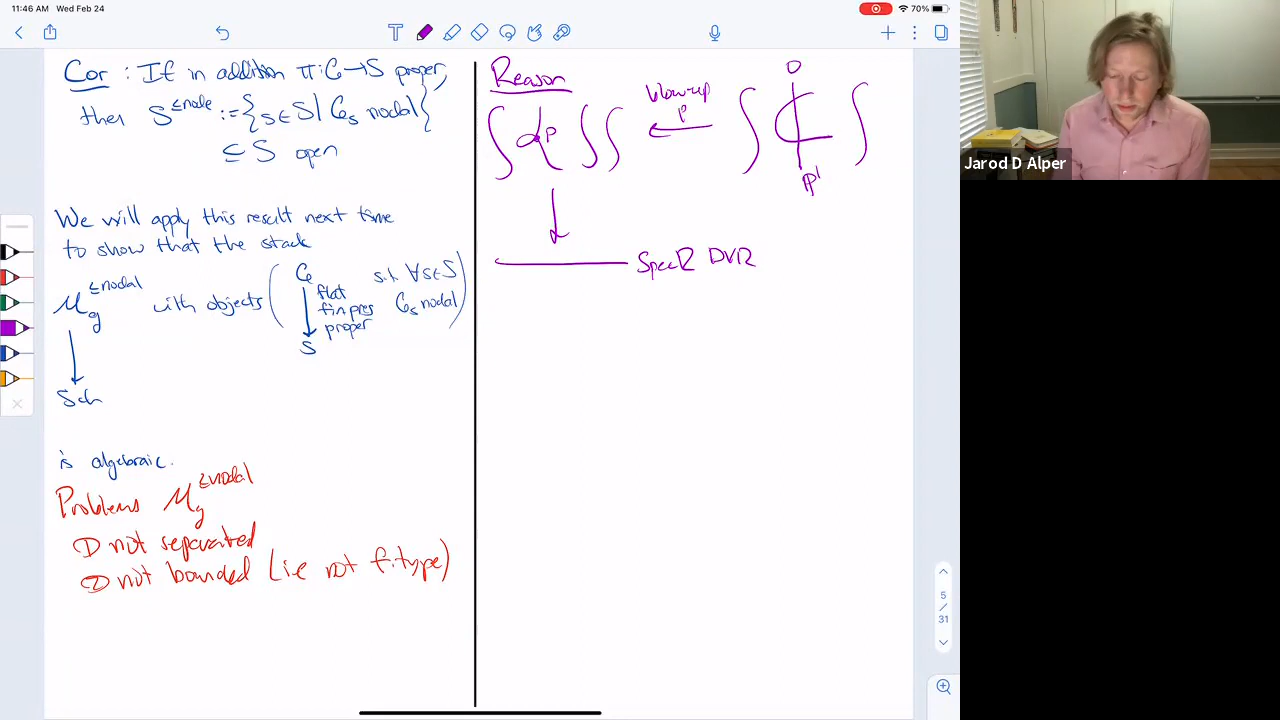 11:46 AM Wed Feb 24
70%
Cor : If in addition π: C → S proper,
then S^{≤node} := {s ∈ S | C_s nodal}
⊆ S open
We will apply this result next time
to show that the stack
M_g^{≤nodal} with objects ( C s.t. ∀s∈S
flat
fin pres C_s nodal )
proper
S
Sch
is algebraic.
Problems M_g^{≤nodal}
① not separated
② not bounded (ie not f.type)
Reason
blow-up
p
p
0
P^1
Spec R DVR
Jarod D Alper
5
/
31